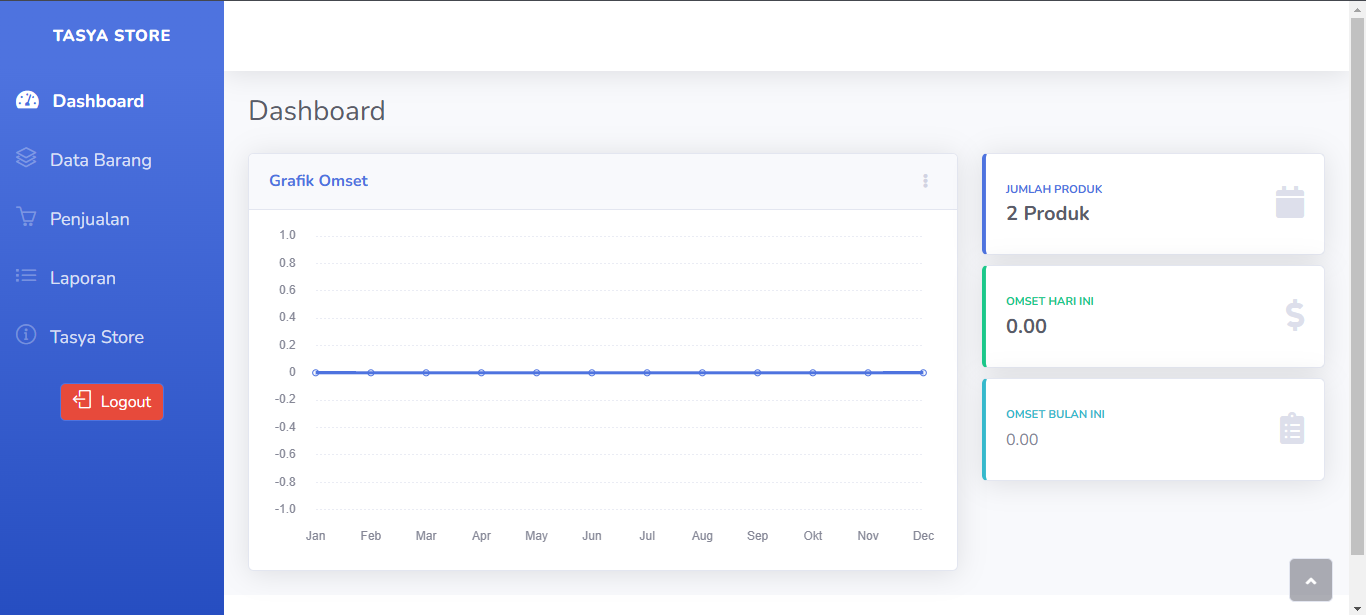 TASYA STORE
Dashboard
Data Barang
Penjualan
Laporan
Tasya Store
Logout
Dashboard
Grafik Omset
1.0
0.8
0.6
0.4
0.2
0
-0.2
-0.4
-0.6
-0.8
-1.0
Jan Feb Mar Apr May Jun Jul Aug Sep Okt Nov Dec
JUMLAH PRODUK
2 Produk
OMSET HARI INI
0.00
OMSET BULAN INI
0.00